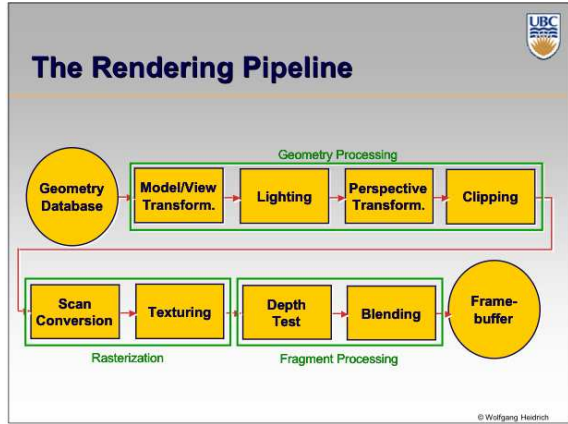 UBC
The Rendering Pipeline
Geometry Processing
Geometry
Database
Model/View
Transform.
Lighting
Perspective
Transform.
Clipping
Scan
Conversion
Texturing
Depth
Test
Blending
Frame-
buffer
Rasterization
Fragment Processing
© Wolfgang Heidrich